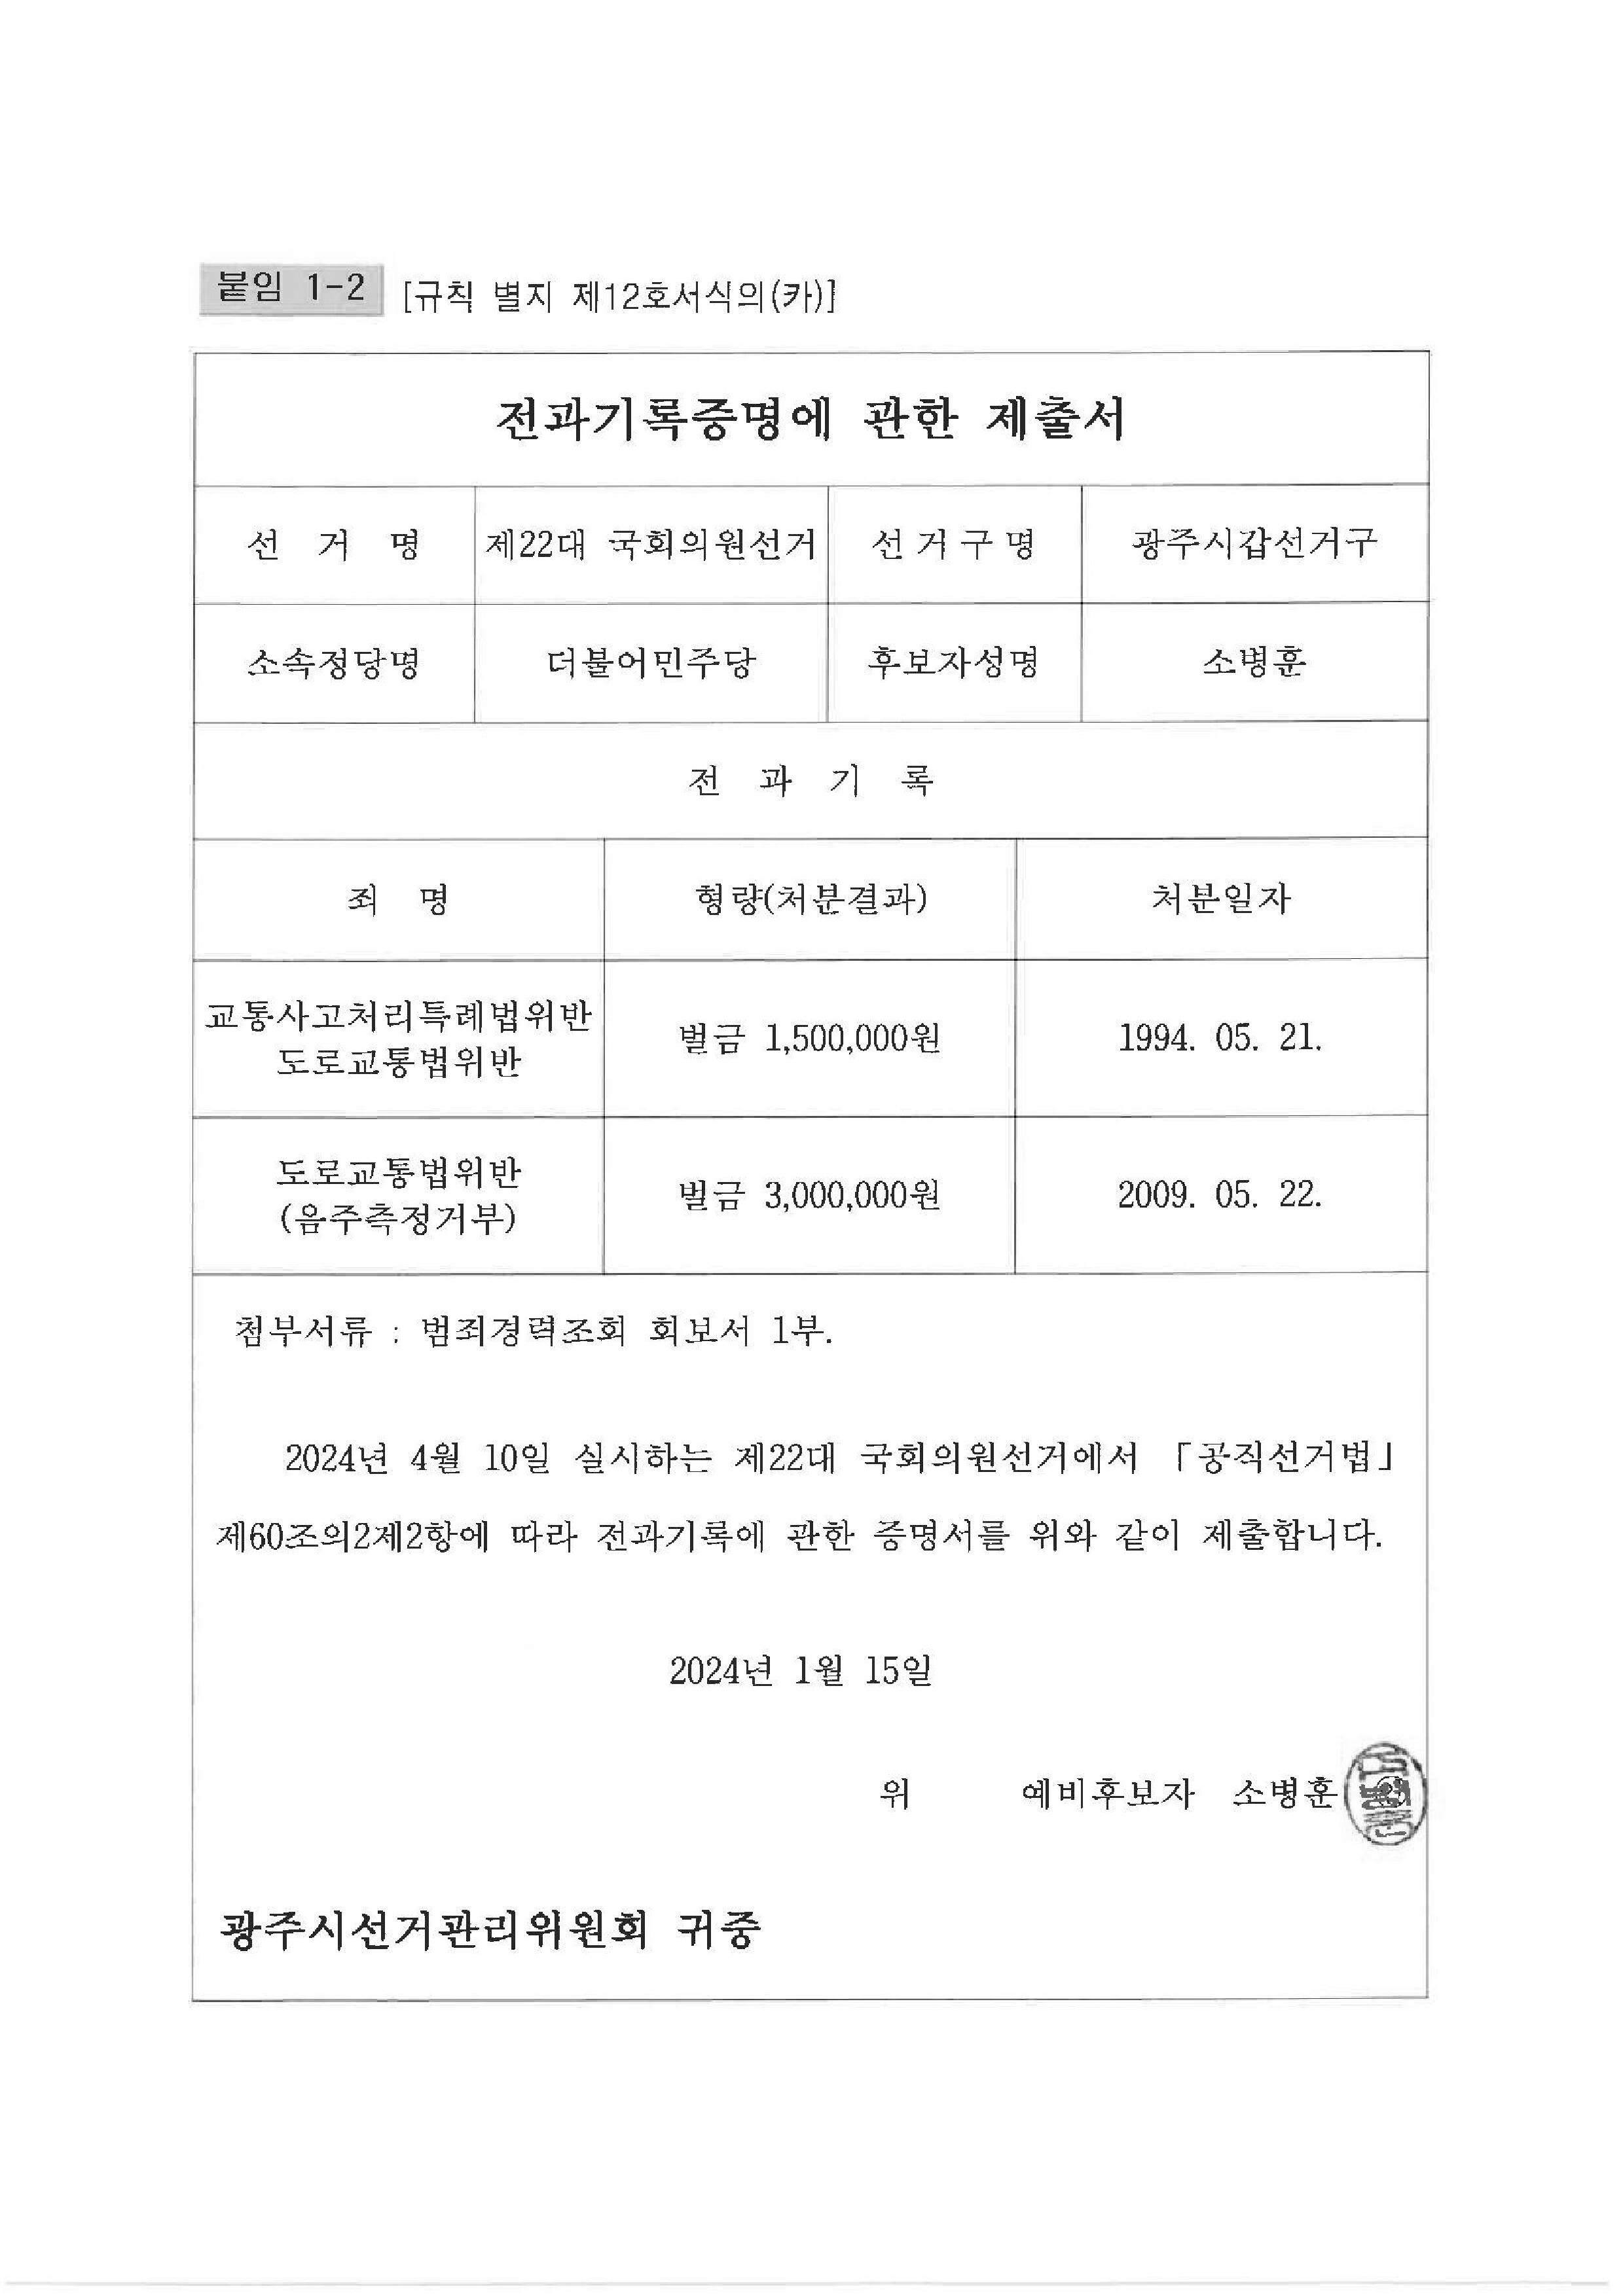 붙임 1-2 [규칙 별지 제12호서식의(카)]
전과기록증명에 관한 제출서
선 거 명 제22대 국회의원선거 선거구명 광주시갑선거구
소속정당명 더불어민주당 후보자성명 소병훈
전 과 기 록
죄 명 형량(처분결과) 처분일자
교통사고처리특례법위반
도로교통법위반
벌금 1,500,000원 1994. 05. 21.
도로교통법위반
(음주측정거부)
벌금 3,000,000원 2009. 05. 22.
첨부서류 : 범죄경력조회 회보서 1부.
2024년 4월 10일 실시하는 제22대 국회의원선거에서 「공직선거법」
제60조의2제2항에 따라 전과기록에 관한 증명서를 위와 같이 제출합니다.
2024년 1월 15일
위 예비후보자 소병훈
광주시선거관리위원회 귀중